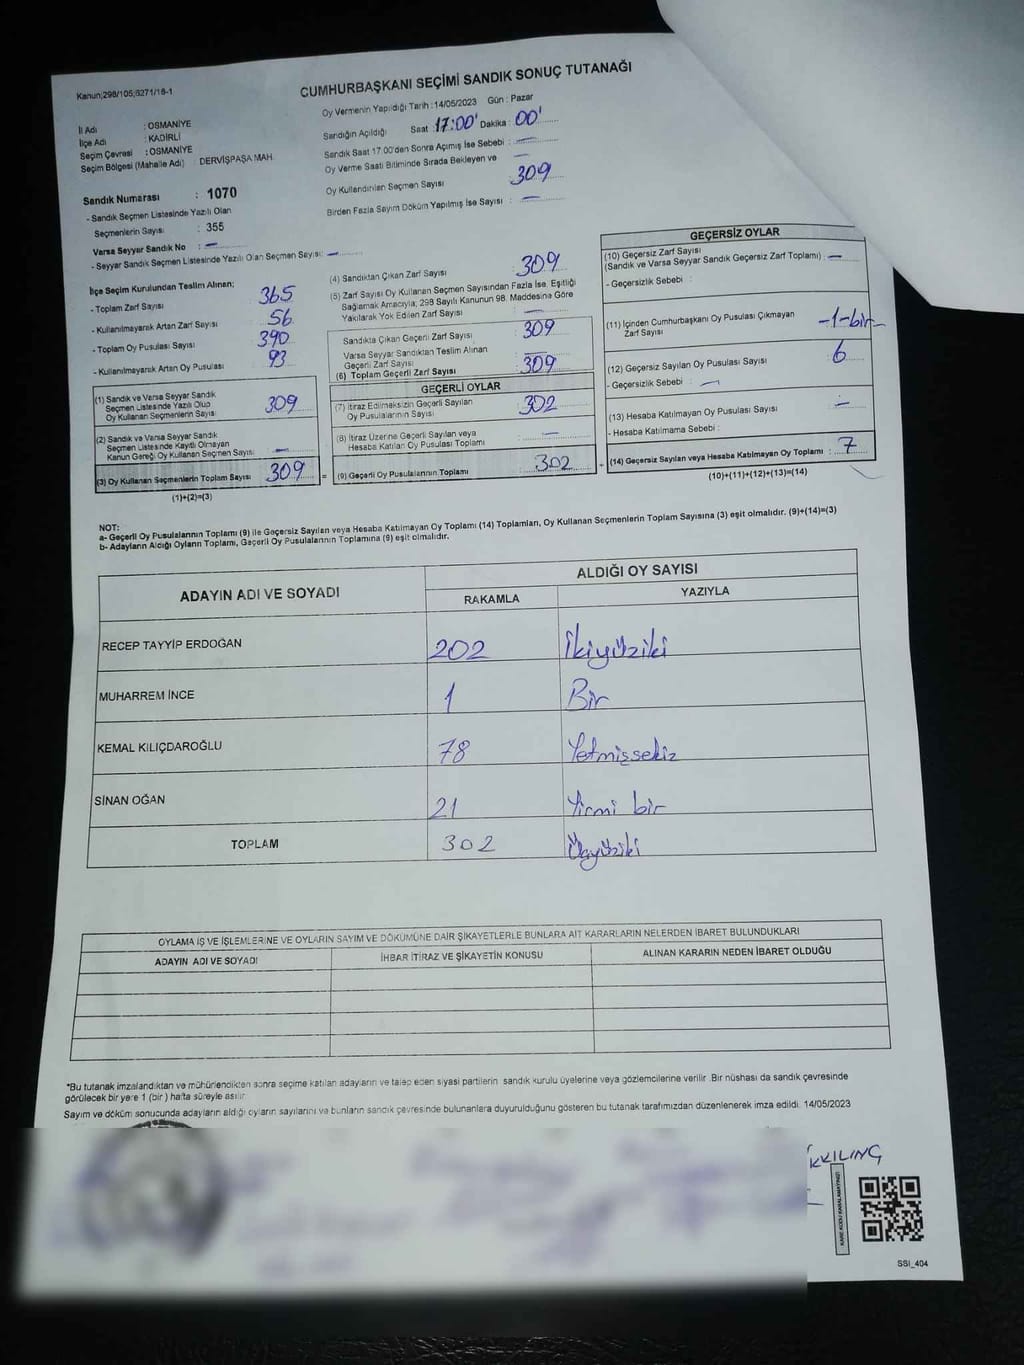 Kanun;298/105;6271/16-1
CUMHURBAŞKANI SEÇİMİ SANDIK SONUÇ TUTANAĞI
İl Adı : OSMANİYE
İlçe Adı : KADİRLİ
Seçim Çevresi : OSMANİYE
Seçim Bölgesi (Mahalle Adı) DERVİŞPAŞA MAH.
Oy Vermenin Yapıldığı Tarih : 14/05/2023 Gün : Pazar
Sandığın Açıldığı Saat : 17:00' Dakika : 00'
Sandık Saat 17.00'den Sonra Açımış İse Sebebi : —
Oy Verme Saati Bitiminde Sırada Bekleyen ve —
Oy Kullandırılan Seçmen Sayısı 309
Birden Fazla Sayım Döküm Yapılmış İse Sayısı : —
Sandık Numarası : 1070
- Sandık Seçmen Listesinde Yazılı Olan
Seçmenlerin Sayısı : 355
Varsa Seyyar Sandık No : —
- Seyyar Sandık Seçmen Listesinde Yazılı Olan Seçmen Sayısı: —
İlçe Seçim Kurulundan Teslim Alınan;
- Toplam Zarf Sayısı 365
- Kullanılmayarak Artan Zarf Sayısı 56
- Toplam Oy Pusulası Sayısı 390
- Kullanılmayarak Artan Oy Pusulası 93
(1) Sandık ve Varsa Seyyar Sandık
Seçmen Listesinde Yazılı Olup
Oy Kullanan Seçmenlerin Sayısı 309
(2) Sandık ve Varsa Seyyar Sandık
Seçmen Listesinde Kayıtlı Olmayan
Kanun Gereği Oy Kullanan Seçmen Sayısı —
(3) Oy Kullanan Seçmenlerin Toplam Sayısı 309 =
(1)+(2)=(3)
(4) Sandıktan Çıkan Zarf Sayısı 309
(5) Zarf Sayısı Oy Kullanan Seçmen Sayısından Fazla İse, Eşitliği
Sağlamak Amacıyla; 298 Sayılı Kanunun 98. Maddesine Göre
Yakılarak Yok Edilen Zarf Sayısı : —
Sandıkta Çıkan Geçerli Zarf Sayısı 309
Varsa Seyyar Sandıktan Teslim Alınan
Geçerli Zarf Sayısı —
(6) Toplam Geçerli Zarf Sayısı 309
GEÇERLİ OYLAR
(7) İtiraz Edilmeksizin Geçerli Sayılan
Oy Pusulalarının Sayısı 302
(8) İtiraz Üzerine Geçerli Sayılan veya
Hesaba Katılan Oy Pusulası Toplamı —
(9) Geçerli Oy Pusulalarının Toplamı 302
GEÇERSİZ OYLAR
(10) Geçersiz Zarf Sayısı
(Sandık ve Varsa Seyyar Sandık Geçersiz Zarf Toplamı) : —
- Geçersizlik Sebebi :
(11) İçinden Cumhurbaşkanı Oy Pusulası Çıkmayan
Zarf Sayısı -1-bir-
(12) Geçersiz Sayılan Oy Pusulası Sayısı : 6
- Geçersizlik Sebebi : —
(13) Hesaba Katılmayan Oy Pusulası Sayısı : —
- Hesaba Katılmama Sebebi :
(14) Geçersiz Sayılan veya Hesaba Katılmayan Oy Toplamı : 7
(10)+(11)+(12)+(13)=(14)
NOT:
a- Geçerli Oy Pusulalarının Toplamı (9) ile Geçersiz Sayılan veya Hesaba Katılmayan Oy Toplamı (14) Toplamları, Oy Kullanan Seçmenlerin Toplam Sayısına (3) eşit olmalıdır. (9)+(14)=(3)
b- Adayların Aldığı Oyların Toplamı, Geçerli Oy Pusulalarının Toplamına (9) eşit olmalıdır.
ADAYIN ADI VE SOYADI ALDIĞI OY SAYISI
RAKAMLA YAZIYLA
RECEP TAYYİP ERDOĞAN 202 İkiyüziki
MUHARREM İNCE 1 Bir
KEMAL KILIÇDAROĞLU 78 Yetmişsekiz
SİNAN OĞAN 21 Yirmi bir
TOPLAM 302 Üçyüziki
OYLAMA İŞ VE İŞLEMLERİNE VE OYLARIN SAYIM VE DÖKÜMÜNE DAİR ŞİKAYETLERLE BUNLARA AİT KARARLARIN NELERDEN İBARET BULUNDUKLARI
ADAYIN ADI VE SOYADI İHBAR İTİRAZ VE ŞİKAYETİN KONUSU ALINAN KARARIN NEDEN İBARET OLDUĞU
*Bu tutanak imzalandıktan ve mühürlendikten sonra seçime katılan adayların ve talep eden siyasi partilerin sandık kurulu üyelerine veya gözlemcilerine verilir .Bir nüshası da sandık çevresinde
görülecek bir yere 1 (bir ) hafta süreyle asılır.
Sayım ve döküm sonucunda adayların aldığı oyların sayılarını ve bunların sandık çevresinde bulunanlara duyurulduğunu gösteren bu tutanak tarafımızdan düzenlenerek imza edildi. 14/05/2023
KKILINÇ
KARE KODU KARALAMAYINIZ!
SSI_404